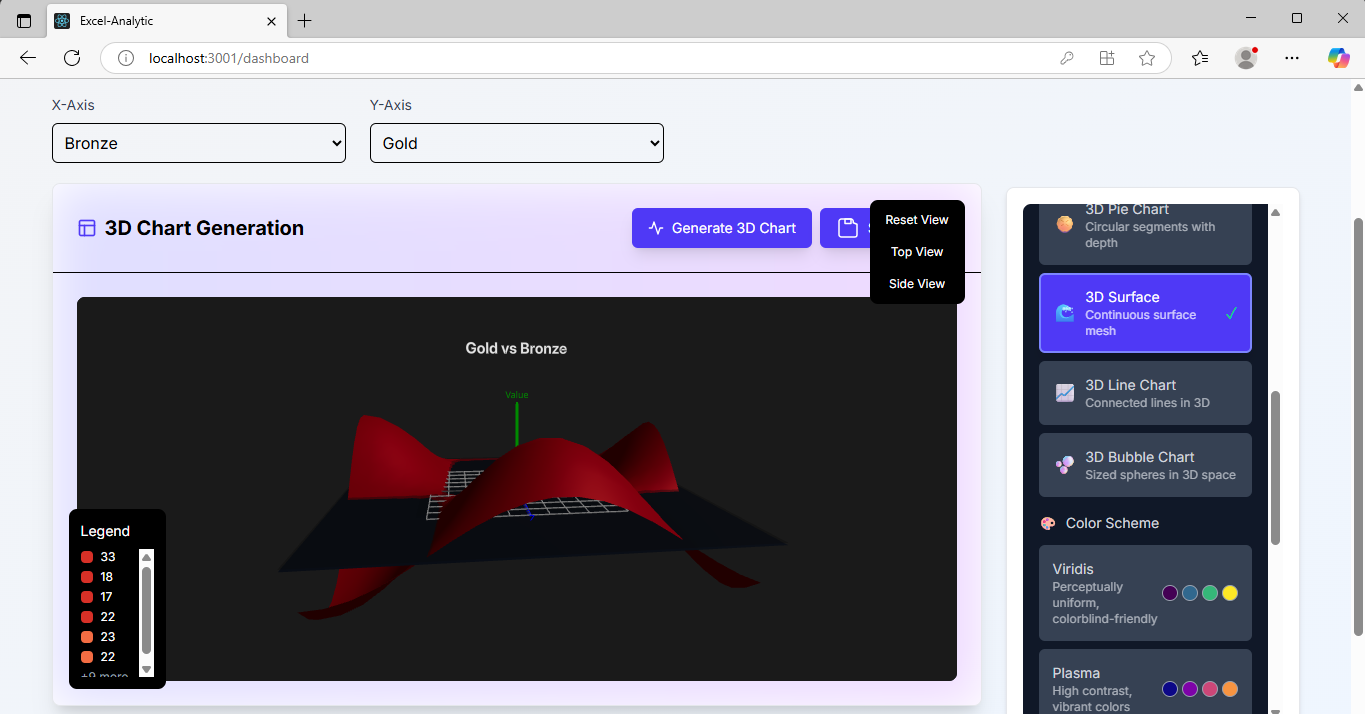 Excel-Analytic
localhost:3001/dashboard
X-Axis
Y-Axis
Bronze
Gold
3D Chart Generation
Generate 3D Chart
Reset View
Top View
Side View
Gold vs Bronze
Value
Legend
33
18
17
22
23
22
+9 more
3D Pie Chart
Circular segments with
depth
3D Surface
Continuous surface
mesh
3D Line Chart
Connected lines in 3D
3D Bubble Chart
Sized spheres in 3D space
Color Scheme
Viridis
Perceptually
uniform,
colorblind-friendly
Plasma
High contrast,
vibrant colors